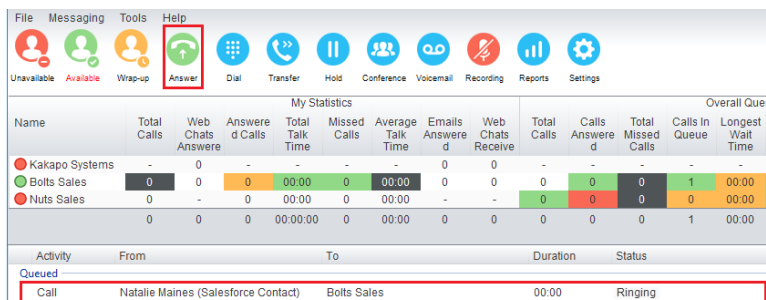 File Messaging Tools Help
Unavailable Available Wrap-up Answer Dial Transfer Hold Conference Voicemail Recording Reports Settings
My Statistics Overall Que
Name Total Calls Web Chats Answere Answere d Calls Total Talk Time Missed Calls Average Talk Time Emails Answere d Web Chats Receive Total Calls Calls Answere d Total Missed Calls Calls In Queue Longest Wait Time
Kakapo Systems - 0 - - - - 0 0 - - - - -
Bolts Sales 0 0 0 00:00 0 00:00 0 0 0 0 0 1 00:00
Nuts Sales 0 - 0 00:00 0 00:00 - - 0 0 0 0 00:00
0 0 0 00:00:00 0 00:00 0 0 0 0 0 1 00:00
Activity From To Duration Status
Queued
Call Natalie Maines (Salesforce Contact) Bolts Sales 00:00 Ringing